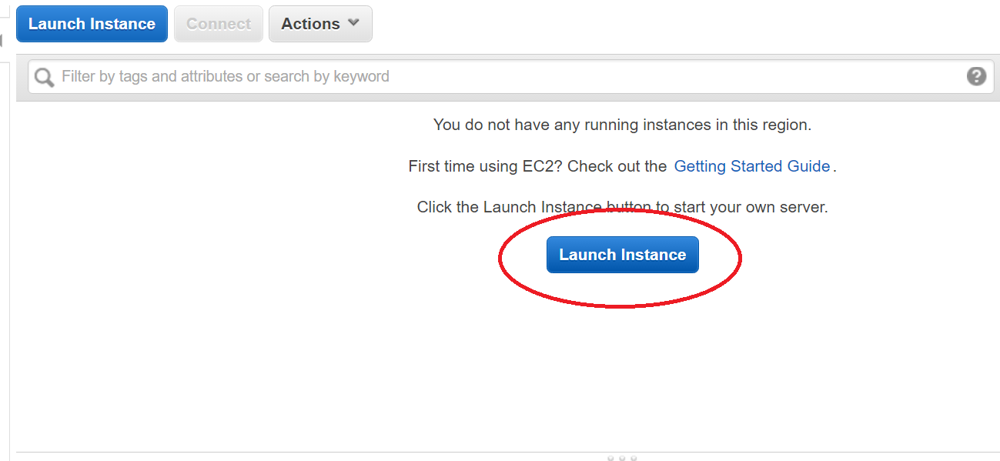 Launch Instance Connect Actions
Filter by tags and attributes or search by keyword ?
You do not have any running instances in this region.
First time using EC2? Check out the Getting Started Guide.
Click the Launch Instance button to start your own server.
Launch Instance